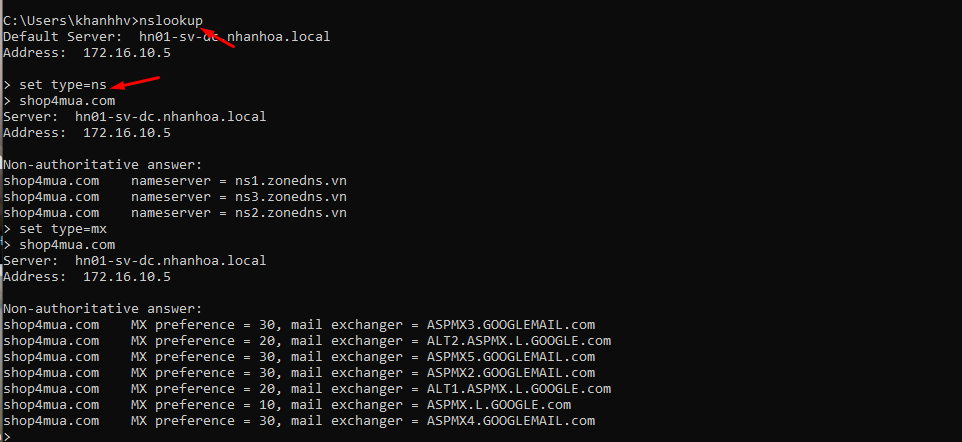 C:\Users\khanhhv>nslookup
Default Server:  hn01-sv-dc.nhanhoa.local
Address:  172.16.10.5
> set type=ns
> shop4mua.com
Server:  hn01-sv-dc.nhanhoa.local
Address:  172.16.10.5
Non-authoritative answer:
shop4mua.com    nameserver = ns1.zonedns.vn
shop4mua.com    nameserver = ns3.zonedns.vn
shop4mua.com    nameserver = ns2.zonedns.vn
> set type=mx
> shop4mua.com
Server:  hn01-sv-dc.nhanhoa.local
Address:  172.16.10.5
Non-authoritative answer:
shop4mua.com    MX preference = 30, mail exchanger = ASPMX3.GOOGLEMAIL.com
shop4mua.com    MX preference = 20, mail exchanger = ALT2.ASPMX.L.GOOGLE.com
shop4mua.com    MX preference = 30, mail exchanger = ASPMX5.GOOGLEMAIL.com
shop4mua.com    MX preference = 30, mail exchanger = ASPMX2.GOOGLEMAIL.com
shop4mua.com    MX preference = 20, mail exchanger = ALT1.ASPMX.L.GOOGLE.com
shop4mua.com    MX preference = 10, mail exchanger = ASPMX.L.GOOGLE.com
shop4mua.com    MX preference = 30, mail exchanger = ASPMX4.GOOGLEMAIL.com
>